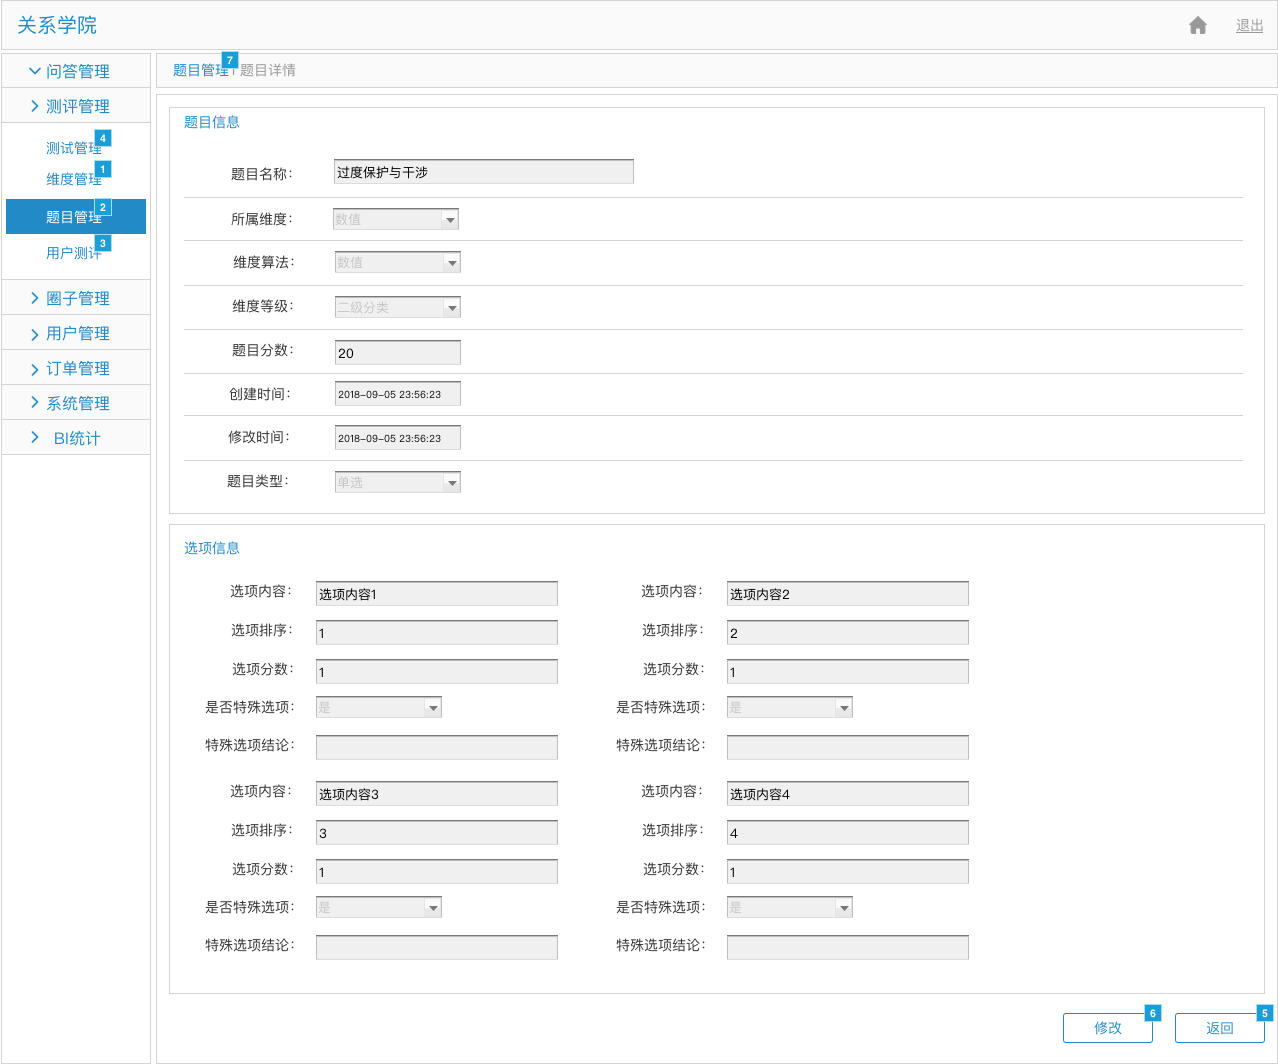 关系学院
退出
问答管理
测评管理
测试管理 4
维度管理 1
题目管理 2
用户测评 3
圈子管理
用户管理
订单管理
系统管理
BI统计
题目管理 7 题目详情
题目信息
题目名称： 过度保护与干涉
所属维度： 数值
维度算法： 数值
维度等级： 二级分类
题目分数： 20
创建时间： 2018-09-05 23:56:23
修改时间： 2018-09-05 23:56:23
题目类型： 单选
选项信息
选项内容： 选项内容1 选项内容： 选项内容2
选项排序： 1 选项排序： 2
选项分数： 1 选项分数： 1
是否特殊选项： 是 是否特殊选项： 是
特殊选项结论： 特殊选项结论：
选项内容： 选项内容3 选项内容： 选项内容4
选项排序： 3 选项排序： 4
选项分数： 1 选项分数： 1
是否特殊选项： 是 是否特殊选项： 是
特殊选项结论： 特殊选项结论：
修改 6 返回 5